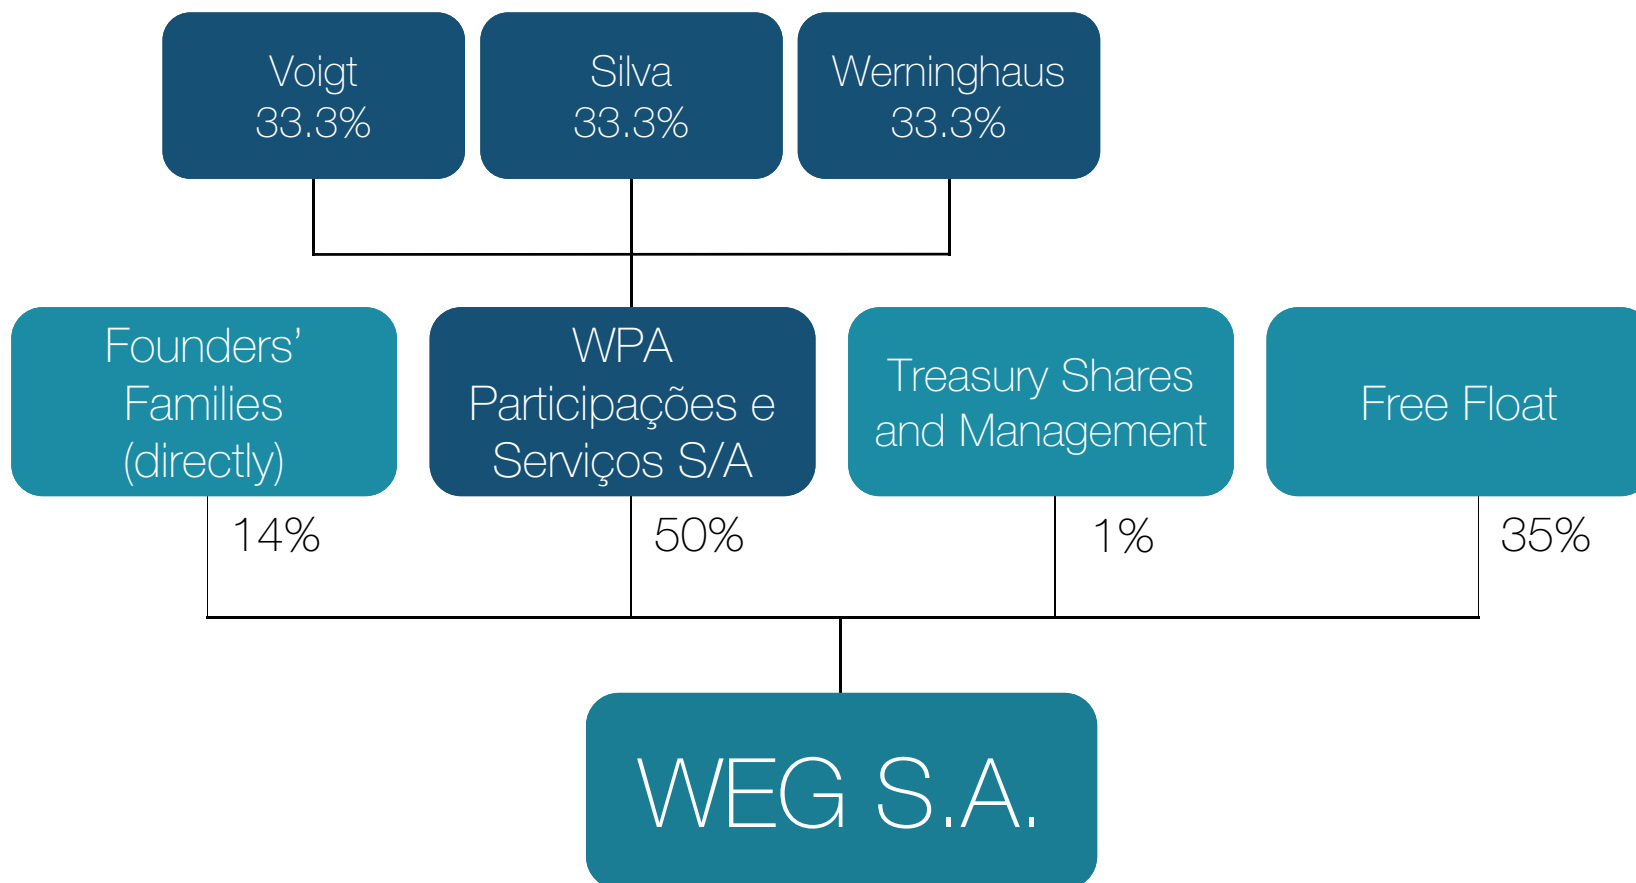 Voigt
33.3%
Silva
33.3%
Werninghaus
33.3%
Founders’
Families
(directly)
WPA
Participações e
Serviços S/A
Treasury Shares
and Management
Free Float
14%
50%
1%
35%
WEG S.A.